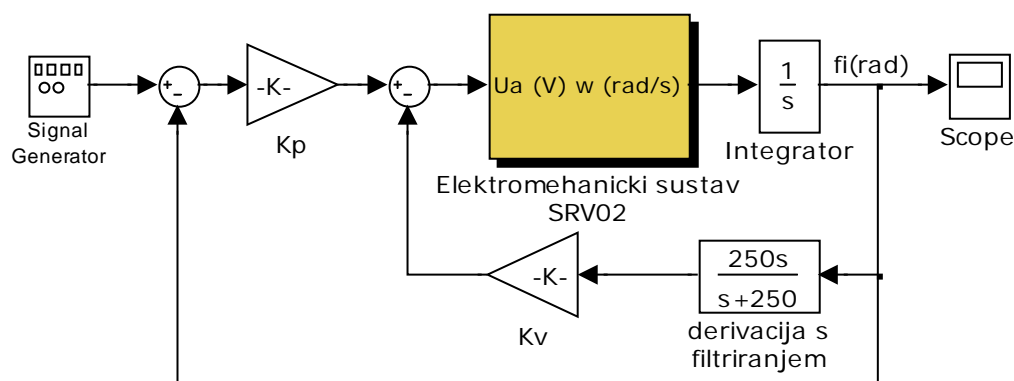 Signal
Generator
+
−
-K-
Kp
+
−
Ua (V) w (rad/s)
Elektromehanicki sustav
SRV02
1
s
Integrator
fi(rad)
Scope
-K-
Kv
250s
s+250
derivacija s
filtriranjem